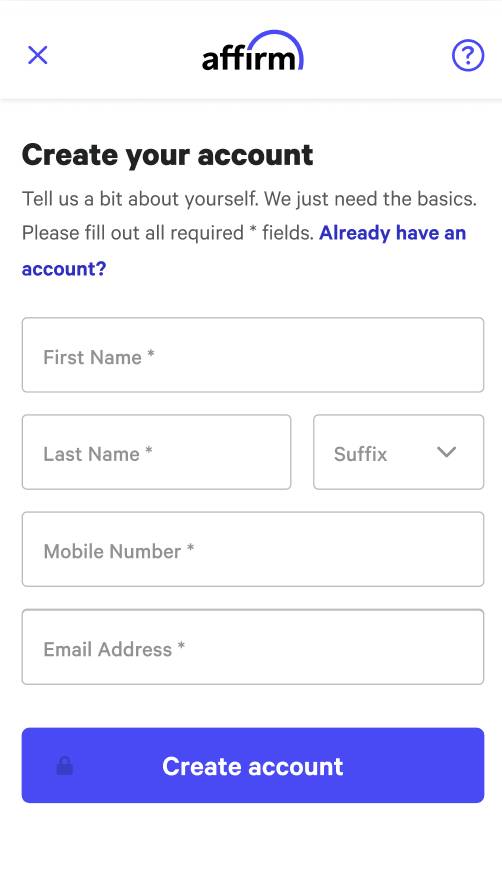 affirm
?
Create your account
Tell us a bit about yourself. We just need the basics.
Please fill out all required * fields. Already have an
account?
First Name *
Last Name *
Suffix
Mobile Number *
Email Address *
Create account